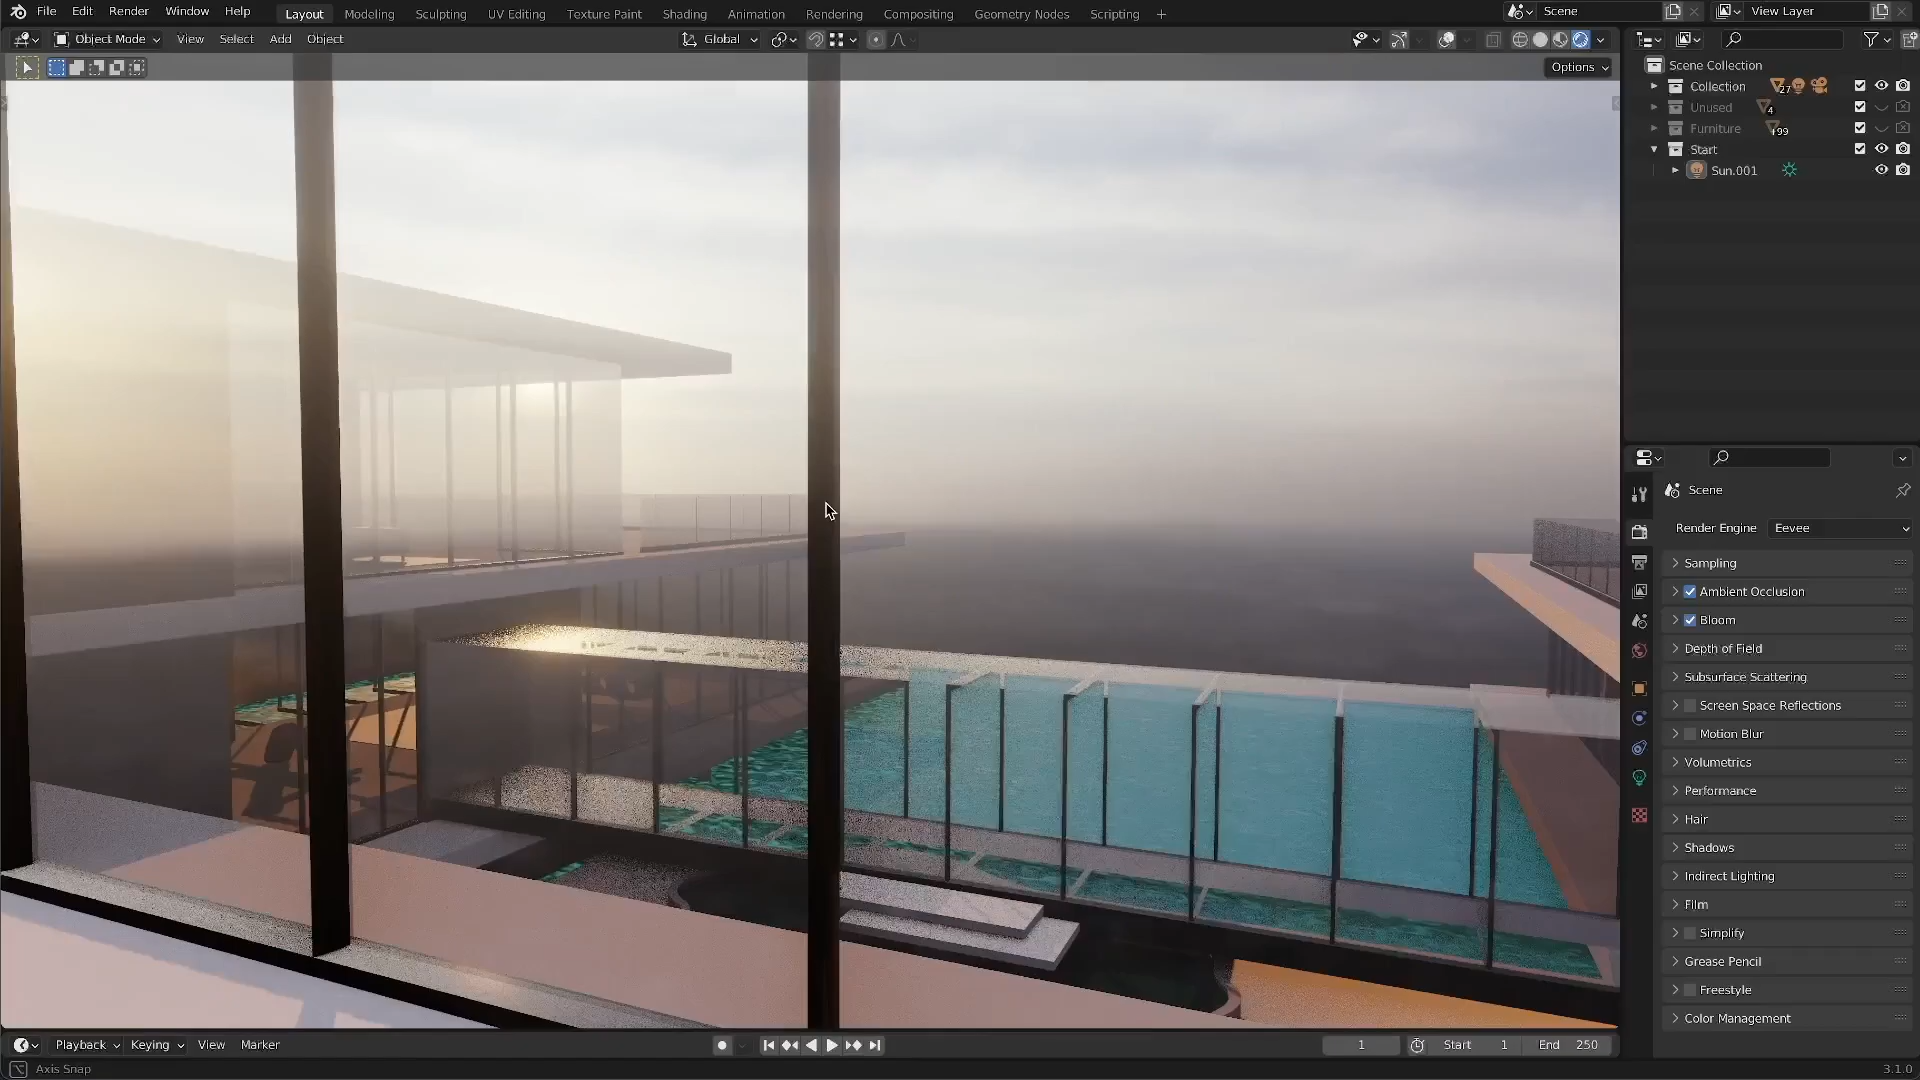 File Edit Render Window Help Layout Modeling Sculpting UV Editing Texture Paint Shading Animation Rendering Compositing Geometry Nodes Scripting + Scene View Layer
Object Mode View Select Add Object Global
Options
Scene Collection
Collection 27
Unused 4
Furniture +99
Start
Sun.001
Scene
Render Engine Eevee
Sampling
Ambient Occlusion
Bloom
Depth of Field
Subsurface Scattering
Screen Space Reflections
Motion Blur
Volumetrics
Performance
Hair
Shadows
Indirect Lighting
Film
Simplify
Grease Pencil
Freestyle
Color Management
Playback Keying View Marker 1 Start 1 End 250
Axis Snap 3.1.0